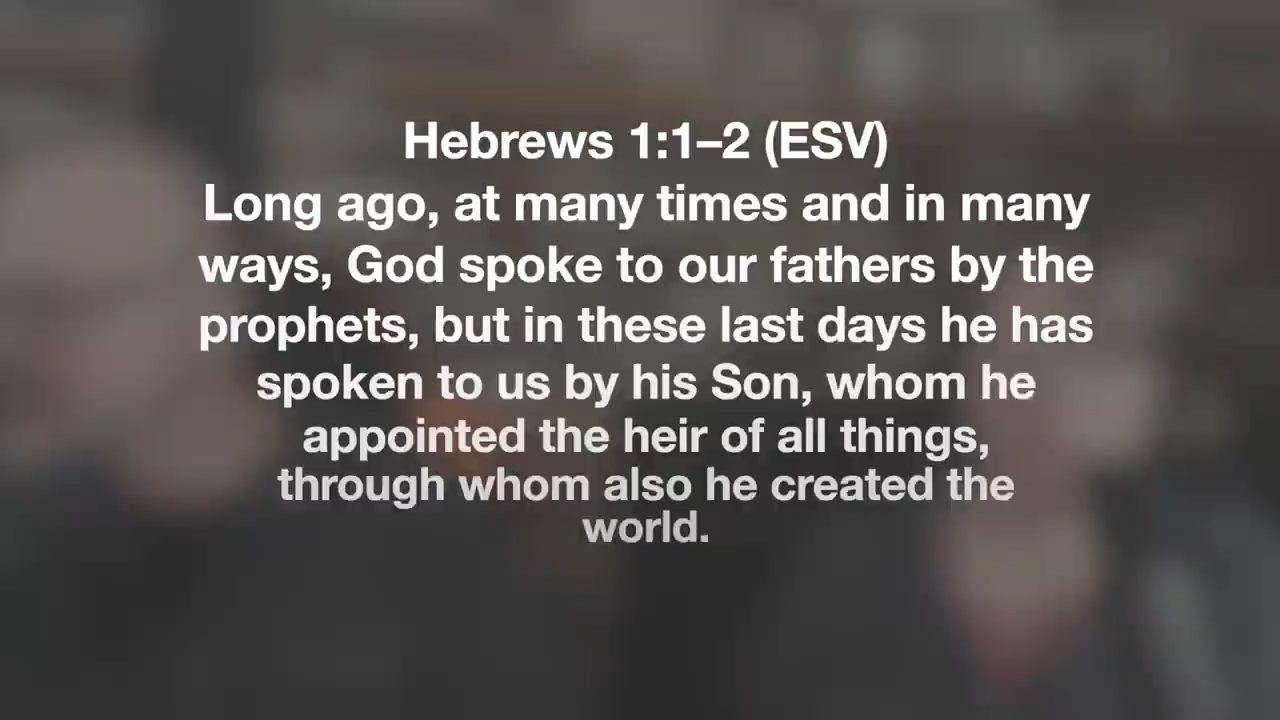 Hebrews 1:1–2 (ESV)
Long ago, at many times and in many
ways, God spoke to our fathers by the
prophets, but in these last days he has
spoken to us by his Son, whom he
appointed the heir of all things,
through whom also he created the
world.